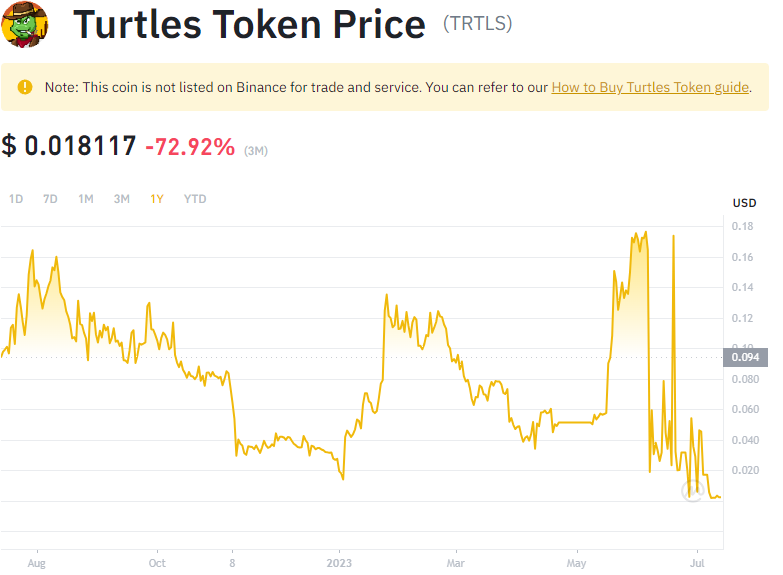 Turtles Token Price (TRTLS)
Note: This coin is not listed on Binance for trade and service. You can refer to our How to Buy Turtles Token guide.
$ 0.018117 -72.92% (3M)
1D 7D 1M 3M 1Y YTD
USD
0.18
0.16
0.14
0.12
0.10
0.094
0.080
0.060
0.040
0.020
Aug Oct 8 2023 Mar May Jul